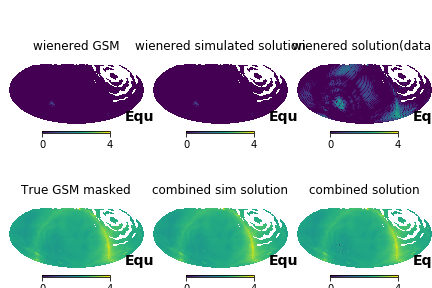 wienered GSM
wienered simulated solution
wienered solution(data
Equ
Equ
Eq
0 4
0 4
0 4
True GSM masked
combined sim solution
combined solution
Equ
Equ
Eq
0 4
0 4
0 4